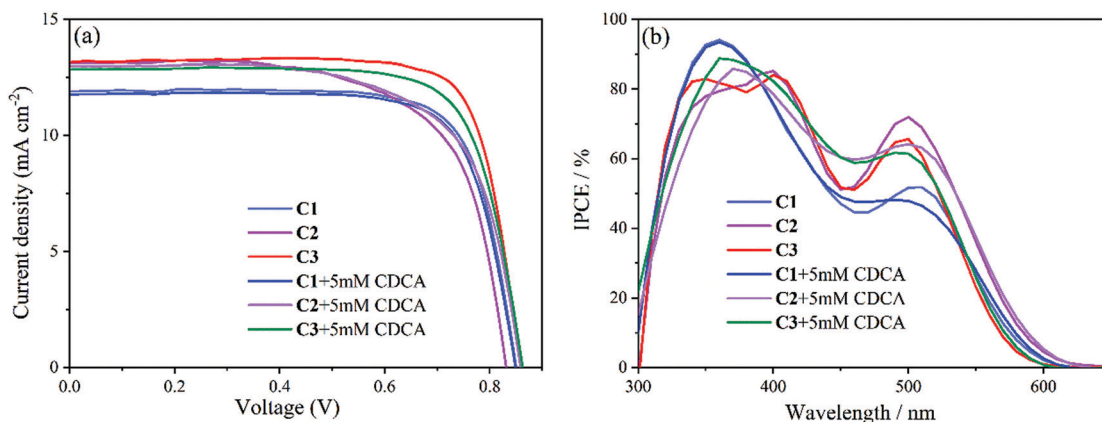 (a)
Current density (mA cm⁻²)
15
10
5
0
0.0 0.2 0.4 0.6 0.8
Voltage (V)
C1
C2
C3
C1+5mM CDCA
C2+5mM CDCA
C3+5mM CDCA
(b)
IPCE / %
100
80
60
40
20
0
300 400 500 600
Wavelength / nm
C1
C2
C3
C1+5mM CDCA
C2+5mM CDCA
C3+5mM CDCA